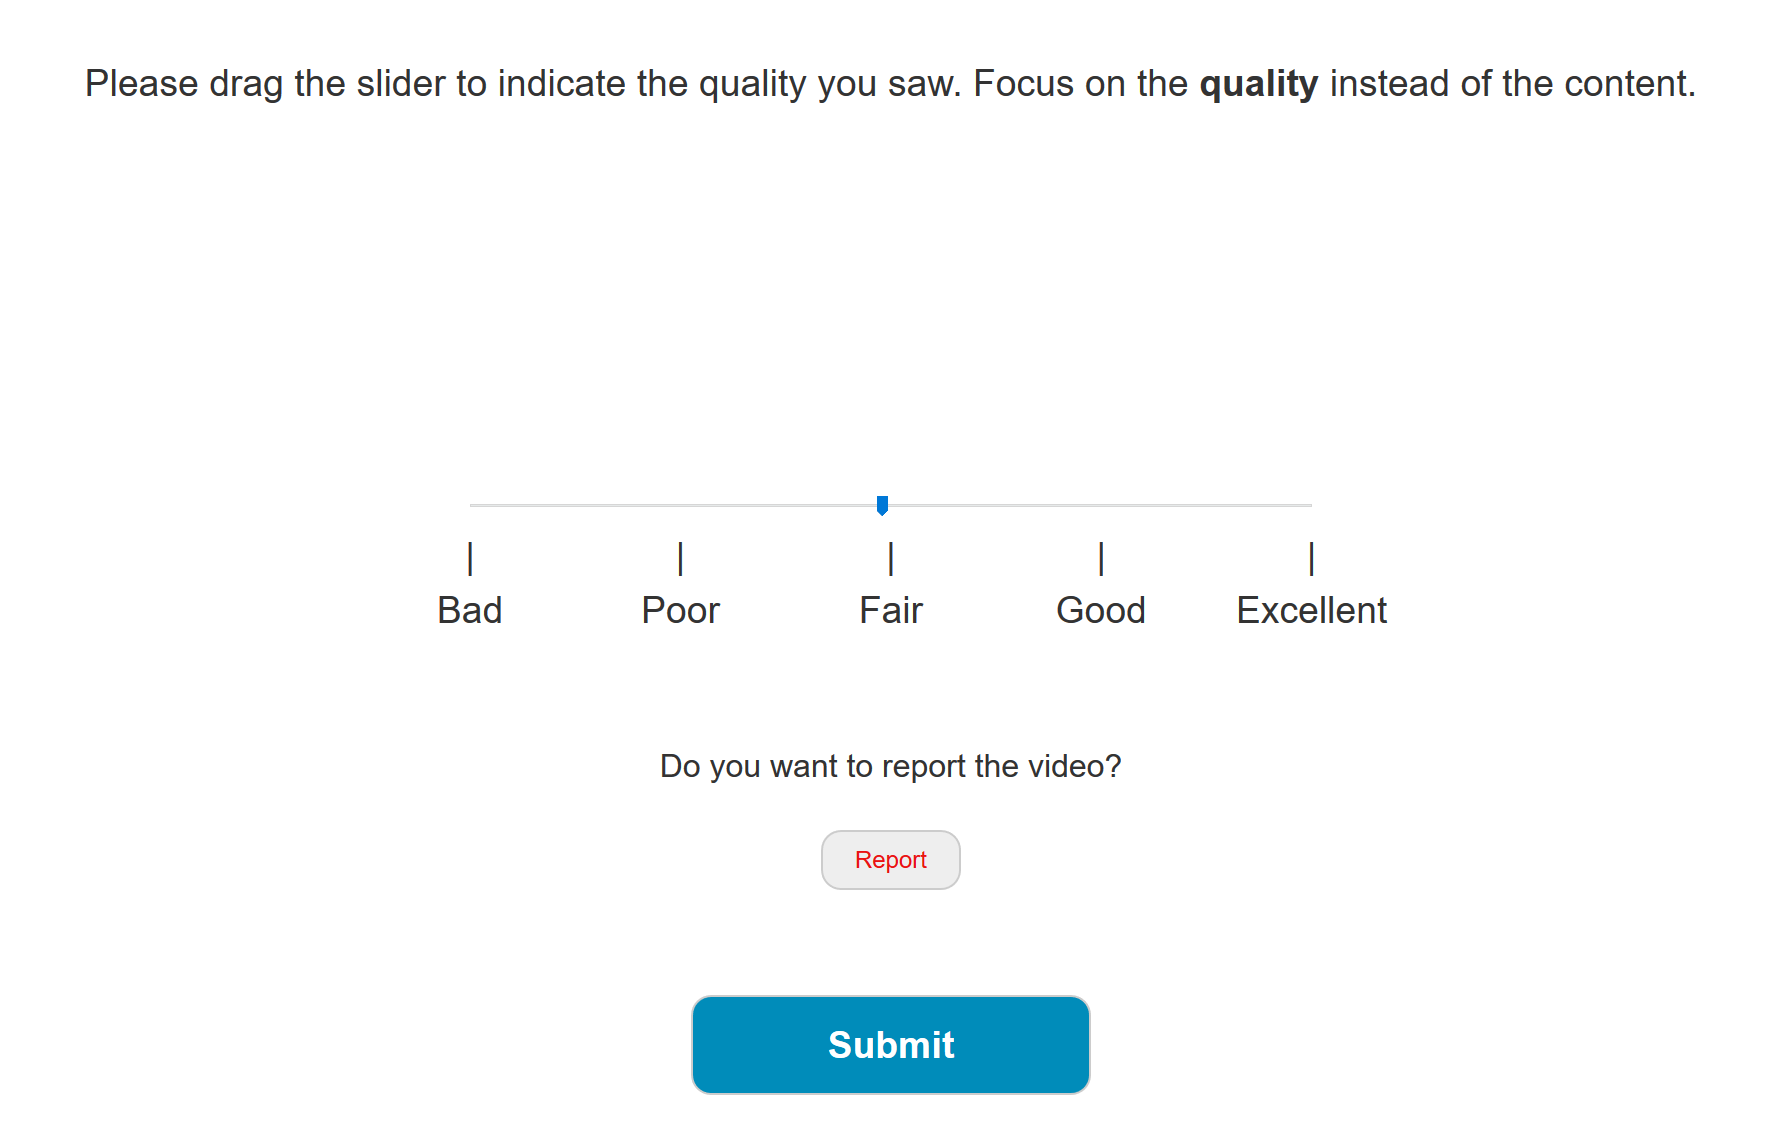 Please drag the slider to indicate the quality you saw. Focus on the quality instead of the content.
| | | | |
Bad Poor Fair Good Excellent
Do you want to report the video?
Report
Submit